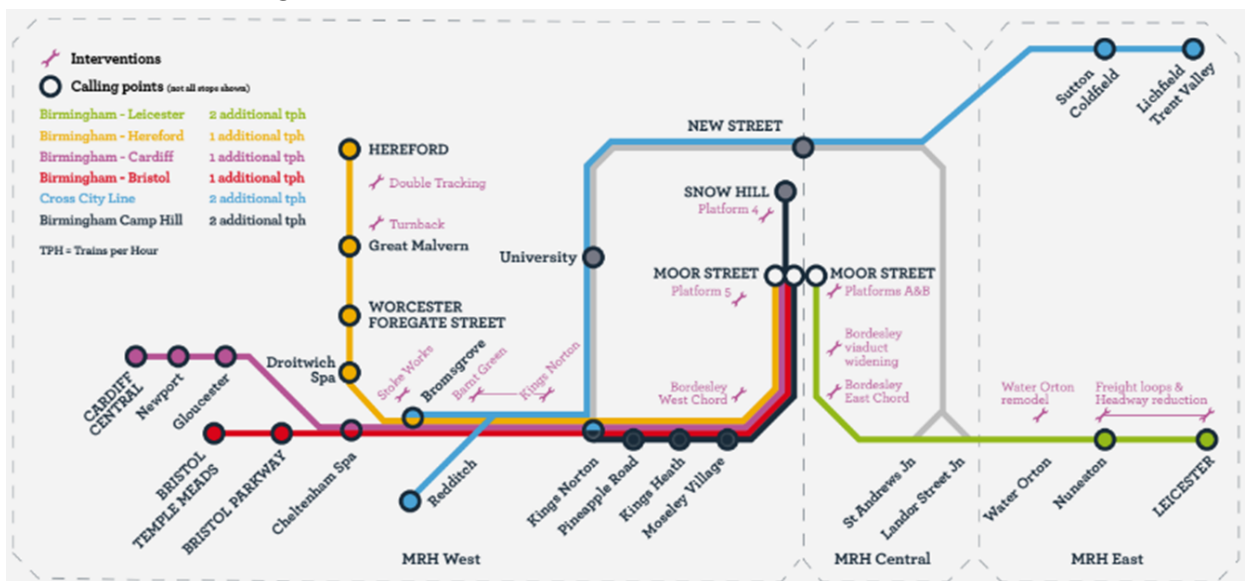 Interventions
Calling points (not all stops shown)
Birmingham - Leicester 2 additional tph
Birmingham - Hereford 1 additional tph
Birmingham - Cardiff 1 additional tph
Birmingham - Bristol 1 additional tph
Cross City Line 2 additional tph
Birmingham Camp Hill 2 additional tph
TPH = Trains per Hour
HEREFORD
Double Tracking
Turnback
Great Malvern
WORCESTER
FOREGATE STREET
Droitwich
Spa
Stoke Works
Bromsgrove
Barnt Green
Kings Norton
CARDIFF
CENTRAL
Newport
Gloucester
BRISTOL
TEMPLE MEADS
BRISTOL PARKWAY
Cheltenham Spa
Redditch
Kings Norton
Pineapple Road
Kings Heath
Moseley Village
University
NEW STREET
SNOW HILL
Platform 4
MOOR STREET
Platform 5
Bordesley
West Chord
MOOR STREET
Platforms A&B
Bordesley
viaduct
widening
Bordesley
East Chord
Sutton
Coldfield
Lichfield
Trent Valley
Water Orton
remodel
Freight loops &
Headway reduction
St Andrews Jn
Landor Street Jn
Water Orton
Nuneaton
LEICESTER
MRH West
MRH Central
MRH East